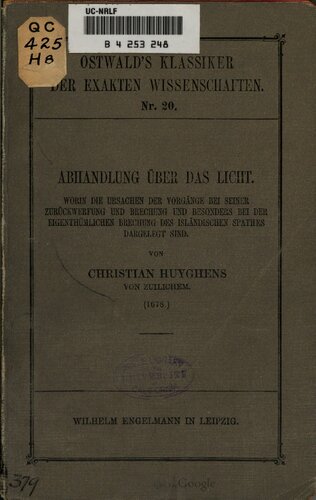 UC-NRLF
B 4 253 248
QC
425
H8
OSTWALD'S KLASSIKER
DER EXAKTEN WISSENSCHAFTEN.
Nr. 20.
ABHANDLUNG ÜBER DAS LICHT.
WORIN DIE URSACHEN DER VORGÄNGE BEI SEINER
ZURÜCKWERFUNG UND BRECHUNG UND BESONDERS BEI DER
EIGENTHÜMLICHEN BRECHUNG DES ISLÄNDISCHEN SPATHES
DARGELEGT SIND.
VON
CHRISTIAN HUYGHENS
VON ZUILICHEM.
(1678.)
WILHELM ENGELMANN IN LEIPZIG.
379
Google